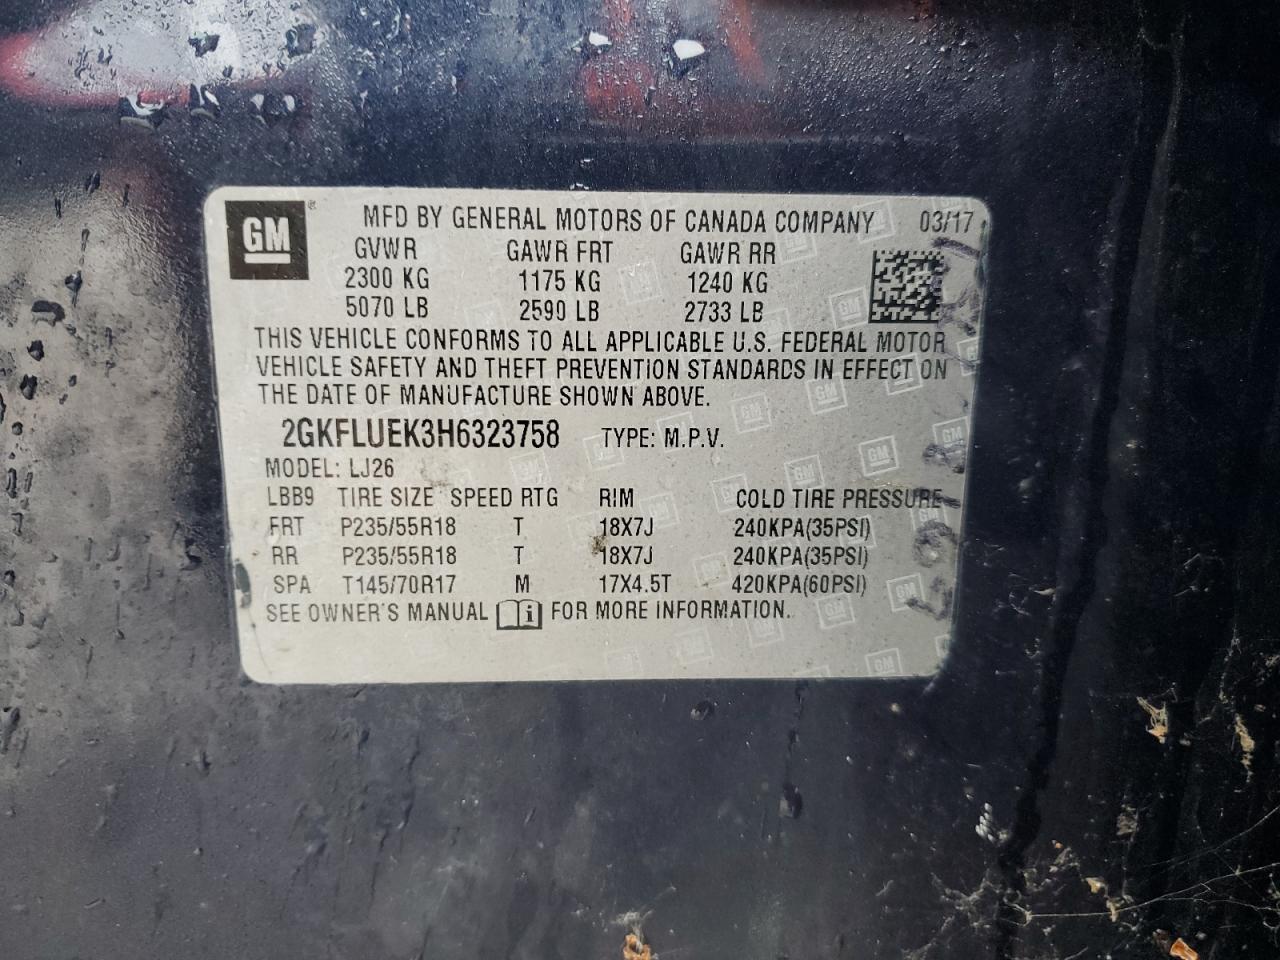 GM ® MFD BY GENERAL MOTORS OF CANADA COMPANY 03/17
GVWR GAWR FRT GAWR RR
2300 KG 1175 KG 1240 KG
5070 LB 2590 LB 2733 LB
THIS VEHICLE CONFORMS TO ALL APPLICABLE U.S. FEDERAL MOTOR
VEHICLE SAFETY AND THEFT PREVENTION STANDARDS IN EFFECT ON
THE DATE OF MANUFACTURE SHOWN ABOVE.
2GKFLUEK3H6323758 TYPE: M.P.V.
MODEL: LJ26
LBB9 TIRE SIZE SPEED RTG RIM COLD TIRE PRESSURE
FRT P235/55R18 T 18X7J 240KPA(35PSI)
RR P235/55R18 T 18X7J 240KPA(35PSI)
SPA T145/70R17 M 17X4.5T 420KPA(60PSI)
SEE OWNER'S MANUAL i FOR MORE INFORMATION.